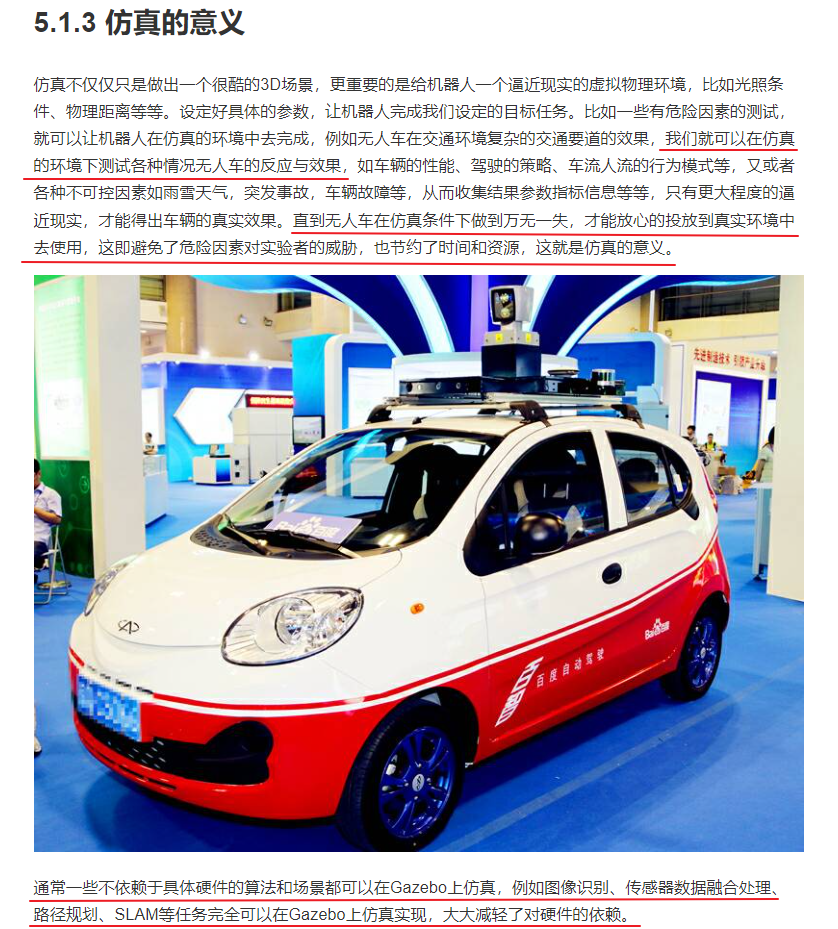 5.1.3 仿真的意义
仿真不仅仅只是做出一个很酷的3D场景，更重要的是给机器人一个逼近现实的虚拟物理环境，比如光照条
件、物理距离等等。设定好具体的参数，让机器人完成我们设定的目标任务。比如一些有危险因素的测试，
就可以让机器人在仿真的环境中去完成，例如无人车在交通环境复杂的交通要道的效果，我们就可以在仿真
的环境下测试各种情况无人车的反应与效果，如车辆的性能、驾驶的策略、车流人流的行为模式等，又或者
各种不可控因素如雨雪天气，突发事故，车辆故障等，从而收集结果参数指标信息等等，只有更大程度的逼
近现实，才能得出车辆的真实效果。直到无人车在仿真条件下做到万无一失，才能放心的投放到真实环境中
去使用，这即避免了危险因素对实验者的威胁，也节约了时间和资源，这就是仿真的意义。
先进制造技术 引领产业升级
Baidu百度
Baidu百度
百度自动驾驶
通常一些不依赖于具体硬件的算法和场景都可以在Gazebo上仿真，例如图像识别、传感器数据融合处理、
路径规划、SLAM等任务完全可以在Gazebo上仿真实现，大大减轻了对硬件的依赖。